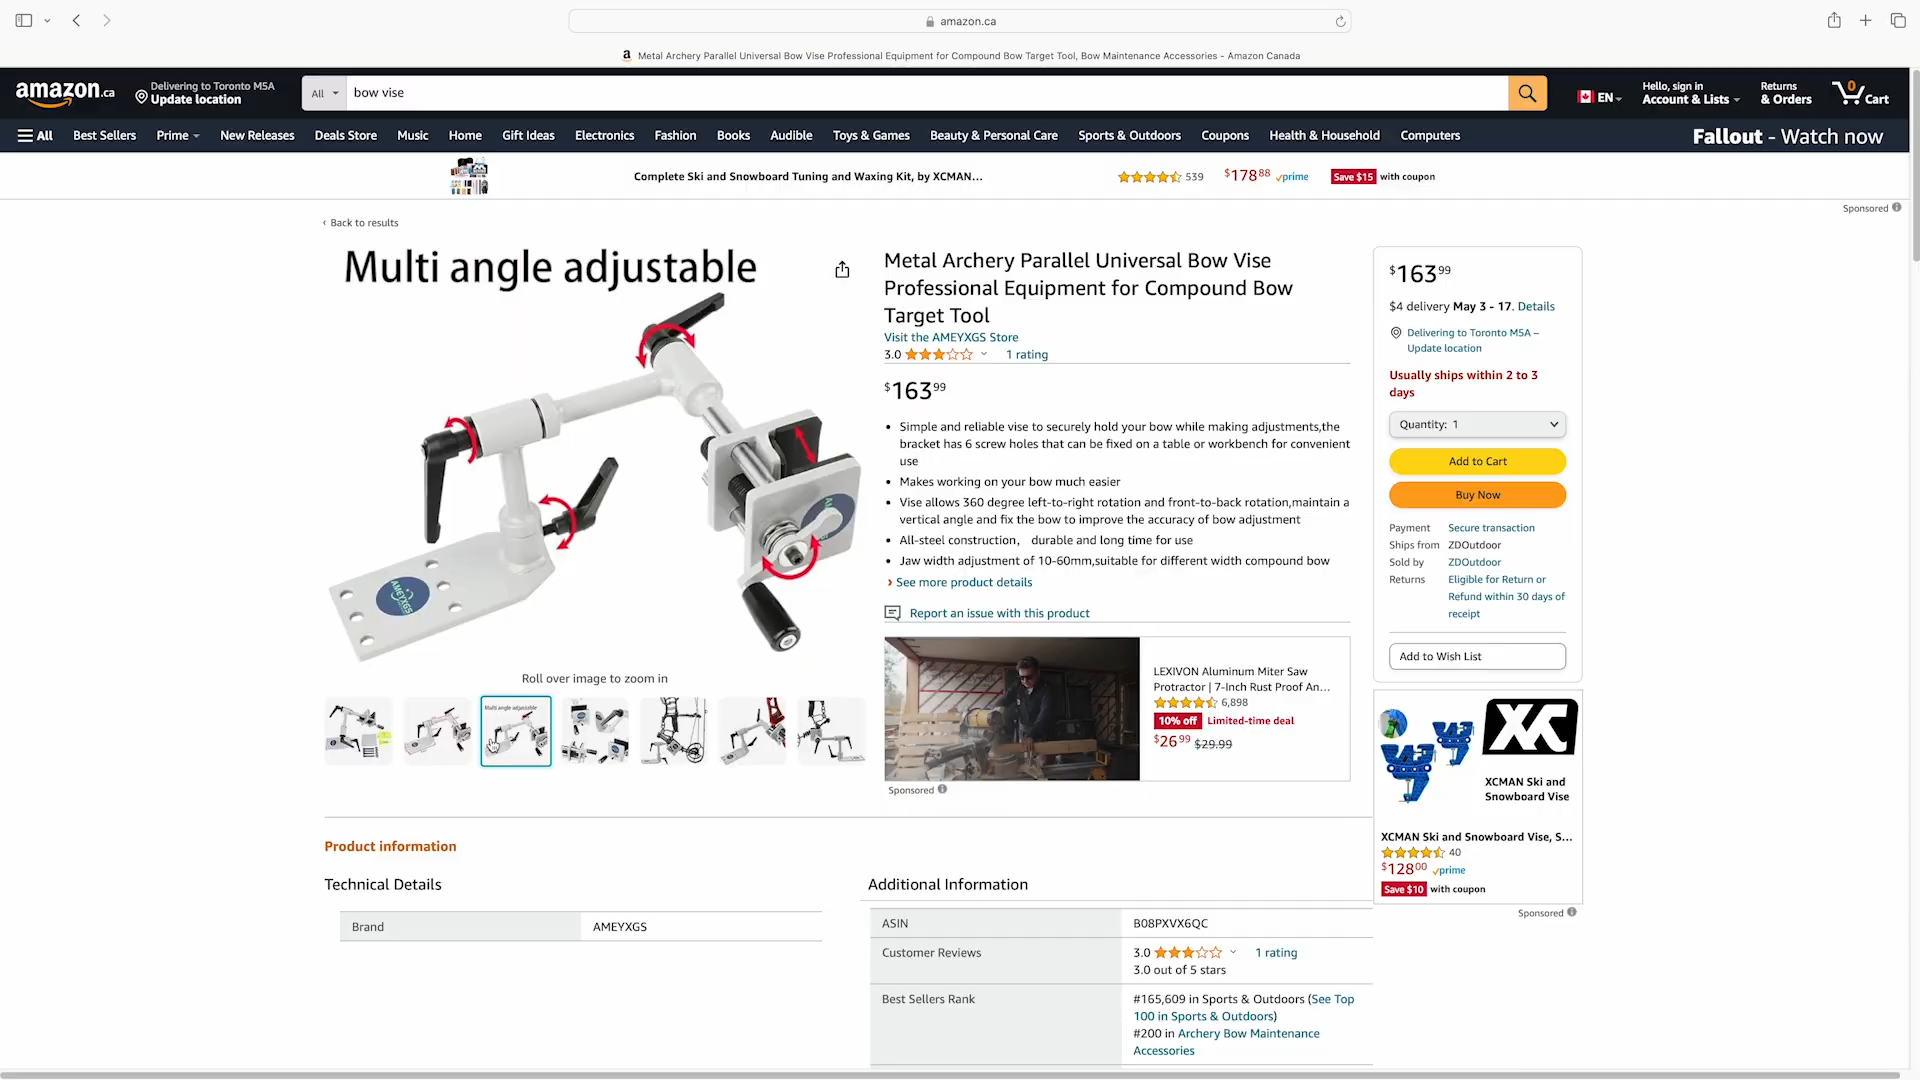 amazon.ca
Metal Archery Parallel Universal Bow Vise Professional Equipment for Compound Bow Target Tool, Bow Maintenance Accessories - Amazon Canada
amazon.ca
Delivering to Toronto M5A
Update location
All
bow vise
EN
Hello, sign in
Account & Lists
Returns
& Orders
0
Cart
All
Best Sellers
Prime
New Releases
Deals Store
Music
Home
Gift Ideas
Electronics
Fashion
Books
Audible
Toys & Games
Beauty & Personal Care
Sports & Outdoors
Coupons
Health & Household
Computers
Fallout - Watch now
Complete Ski and Snowboard Tuning and Waxing Kit, by XCMAN...
539
$178 88
prime
Save $15 with coupon
Sponsored
‹ Back to results
Multi angle adjustable
AMEYXGS
Roll over image to zoom in
Multi angle adjustable
Metal Archery Parallel Universal Bow Vise
Professional Equipment for Compound Bow
Target Tool
Visit the AMEYXGS Store
3.0
1 rating
$163 99
• Simple and reliable vise to securely hold your bow while making adjustments,the
bracket has 6 screw holes that can be fixed on a table or workbench for convenient
use
• Makes working on your bow much easier
• Vise allows 360 degree left-to-right rotation and front-to-back rotation,maintain a
vertical angle and fix the bow to improve the accuracy of bow adjustment
• All-steel construction， durable and long time for use
• Jaw width adjustment of 10-60mm,suitable for different width compound bow
› See more product details
Report an issue with this product
LEXIVON Aluminum Miter Saw
Protractor | 7-Inch Rust Proof An...
6,898
10% off Limited-time deal
$26 99 $29.99
Sponsored
$163 99
$4 delivery May 3 - 17. Details
Delivering to Toronto M5A –
Update location
Usually ships within 2 to 3
days
Quantity: 1
Add to Cart
Buy Now
Payment Secure transaction
Ships from ZDOutdoor
Sold by ZDOutdoor
Returns Eligible for Return or
Refund within 30 days of
receipt
Add to Wish List
XC
XCMAN Ski and
Snowboard Vise
XCMAN Ski and Snowboard Vise, S...
40
$128 00 prime
Save $10 with coupon
Sponsored
Product information
Technical Details
Brand AMEYXGS
Additional Information
ASIN B08PXVX6QC
Customer Reviews 3.0 1 rating
3.0 out of 5 stars
Best Sellers Rank #165,609 in Sports & Outdoors (See Top
100 in Sports & Outdoors)
#200 in Archery Bow Maintenance
Accessories